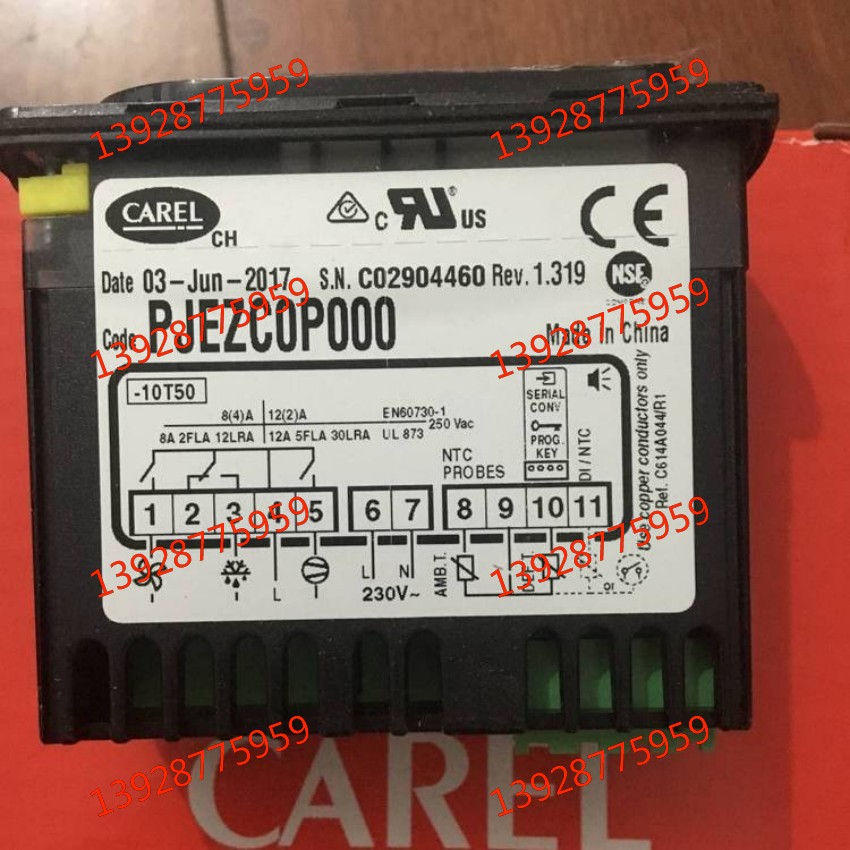 13928775959 13928775959
CAREL
CH
C US
CE
Date 03-Jun-2017 S.N. C02904460 Rev. 1.319
NSF
Code PJEZC0P000
Made In China
13928775959 13928775959
-10T50
8(4)A 12(2)A EN60730-1
250 Vac
8A 2FLA 12LRA 12A 5FLA 30LRA UL 873
SERIAL
CONV
PROG.
KEY
NTC
PROBES
DI / NTC
Use copper conductors only
Ref. C614A044/R1
1 2 3 4 5 6 7 8 9 10 11
13928775959 13928775959
L
L N
230V~
AMB.T.
or
13928775959 13928775959
CAREL